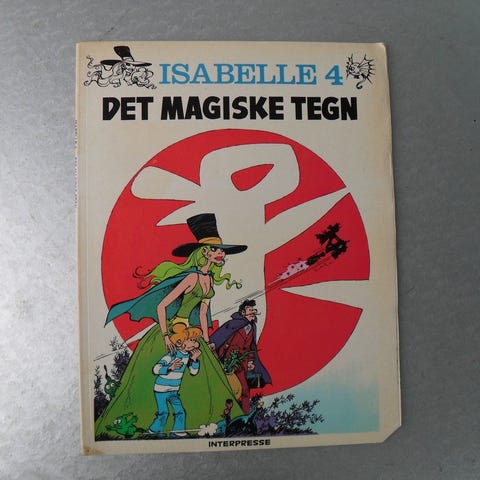 ISABELLE 4
DET MAGISKE TEGN
INTERPRESSE